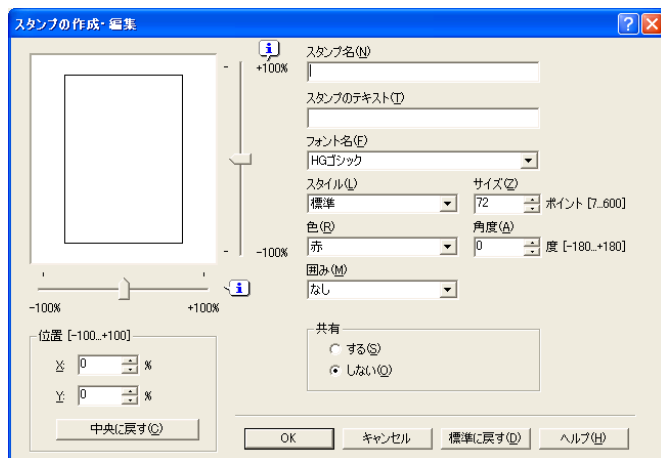 スタンプの作成・編集
+100%
-100%
-100%
+100%
位置 [-100...+100]
X: 0 %
Y: 0 %
中央に戻す(C)
スタンプ名(N)
スタンプのテキスト(T)
フォント名(F)
HGゴシック
スタイル(L) サイズ(Z)
標準 72 ポイント [7...600]
色(R) 角度(A)
赤 0 度 [-180...+180]
囲み(M)
なし
共有
する(S)
しない(O)
OK キャンセル 標準に戻す(D) ヘルプ(H)